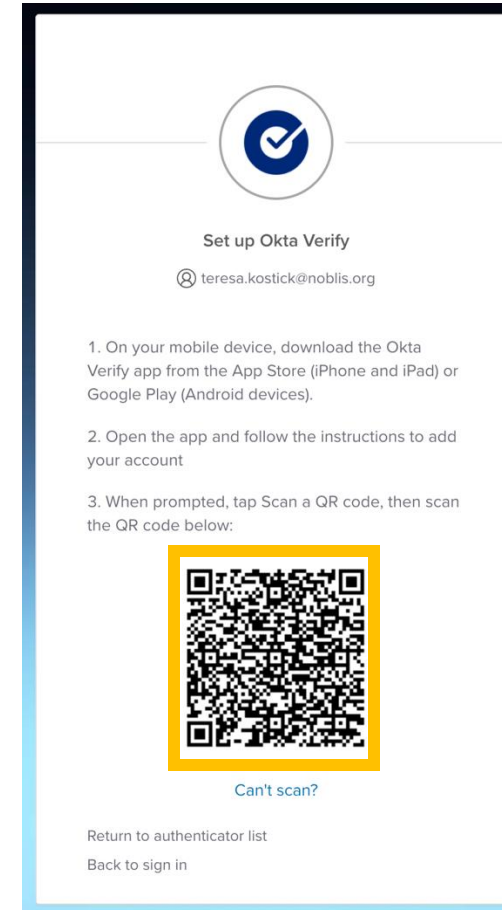 Set up Okta Verify
teresa.kostick@noblis.org
1. On your mobile device, download the Okta
Verify app from the App Store (iPhone and iPad) or
Google Play (Android devices).
2. Open the app and follow the instructions to add
your account
3. When prompted, tap Scan a QR code, then scan
the QR code below:
Can't scan?
Return to authenticator list
Back to sign in